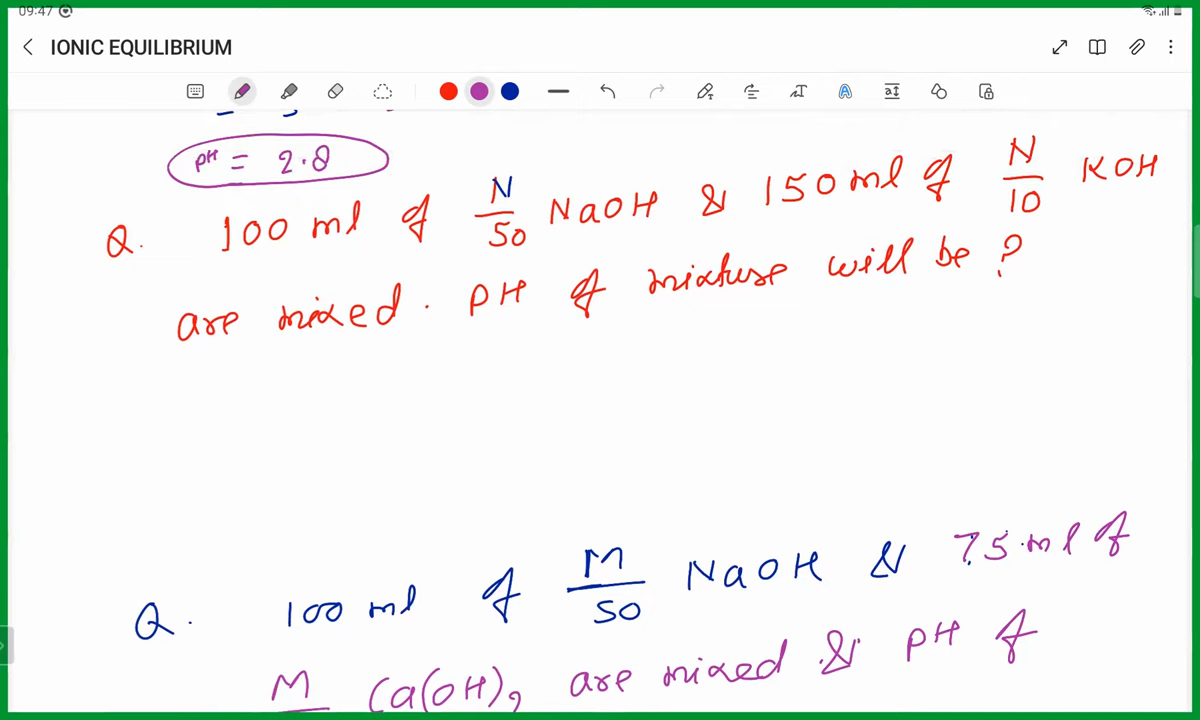 09:47
IONIC EQUILIBRIUM
pH = 2.8
Q. 100 ml of N/50 NaOH & 150 ml of N/10 KOH
are mixed. pH of mixture will be ?
Q. 100 ml of M/50 NaOH & 75 ml of
M Ca(OH)2 are mixed & pH of